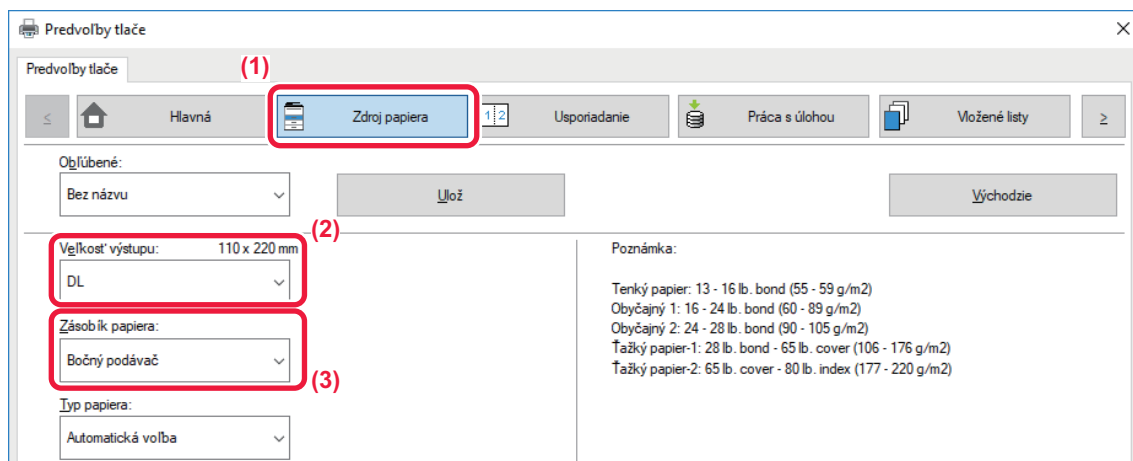 Predvoľby tlače
Predvoľby tlače
(1)
<
Hlavná
Zdroj papiera
1 2
Usporiadanie
Práca s úlohou
Vložené listy
>
Obľúbené:
Bez názvu
Ulož
Východzie
(2)
Veľkosť výstupu: 110 x 220 mm
DL
Zásobík papiera:
Bočný podávač
(3)
Typ papiera:
Automatická voľba
Poznámka:
Tenký papier: 13 - 16 lb. bond (55 - 59 g/m2)
Obyčajný 1: 16 - 24 lb. bond (60 - 89 g/m2)
Obyčajný 2: 24 - 28 lb. bond (90 - 105 g/m2)
Ťažký papier-1: 28 lb. bond - 65 lb. cover (106 - 176 g/m2)
Ťažký papier-2: 65 lb. cover - 80 lb. index (177 - 220 g/m2)